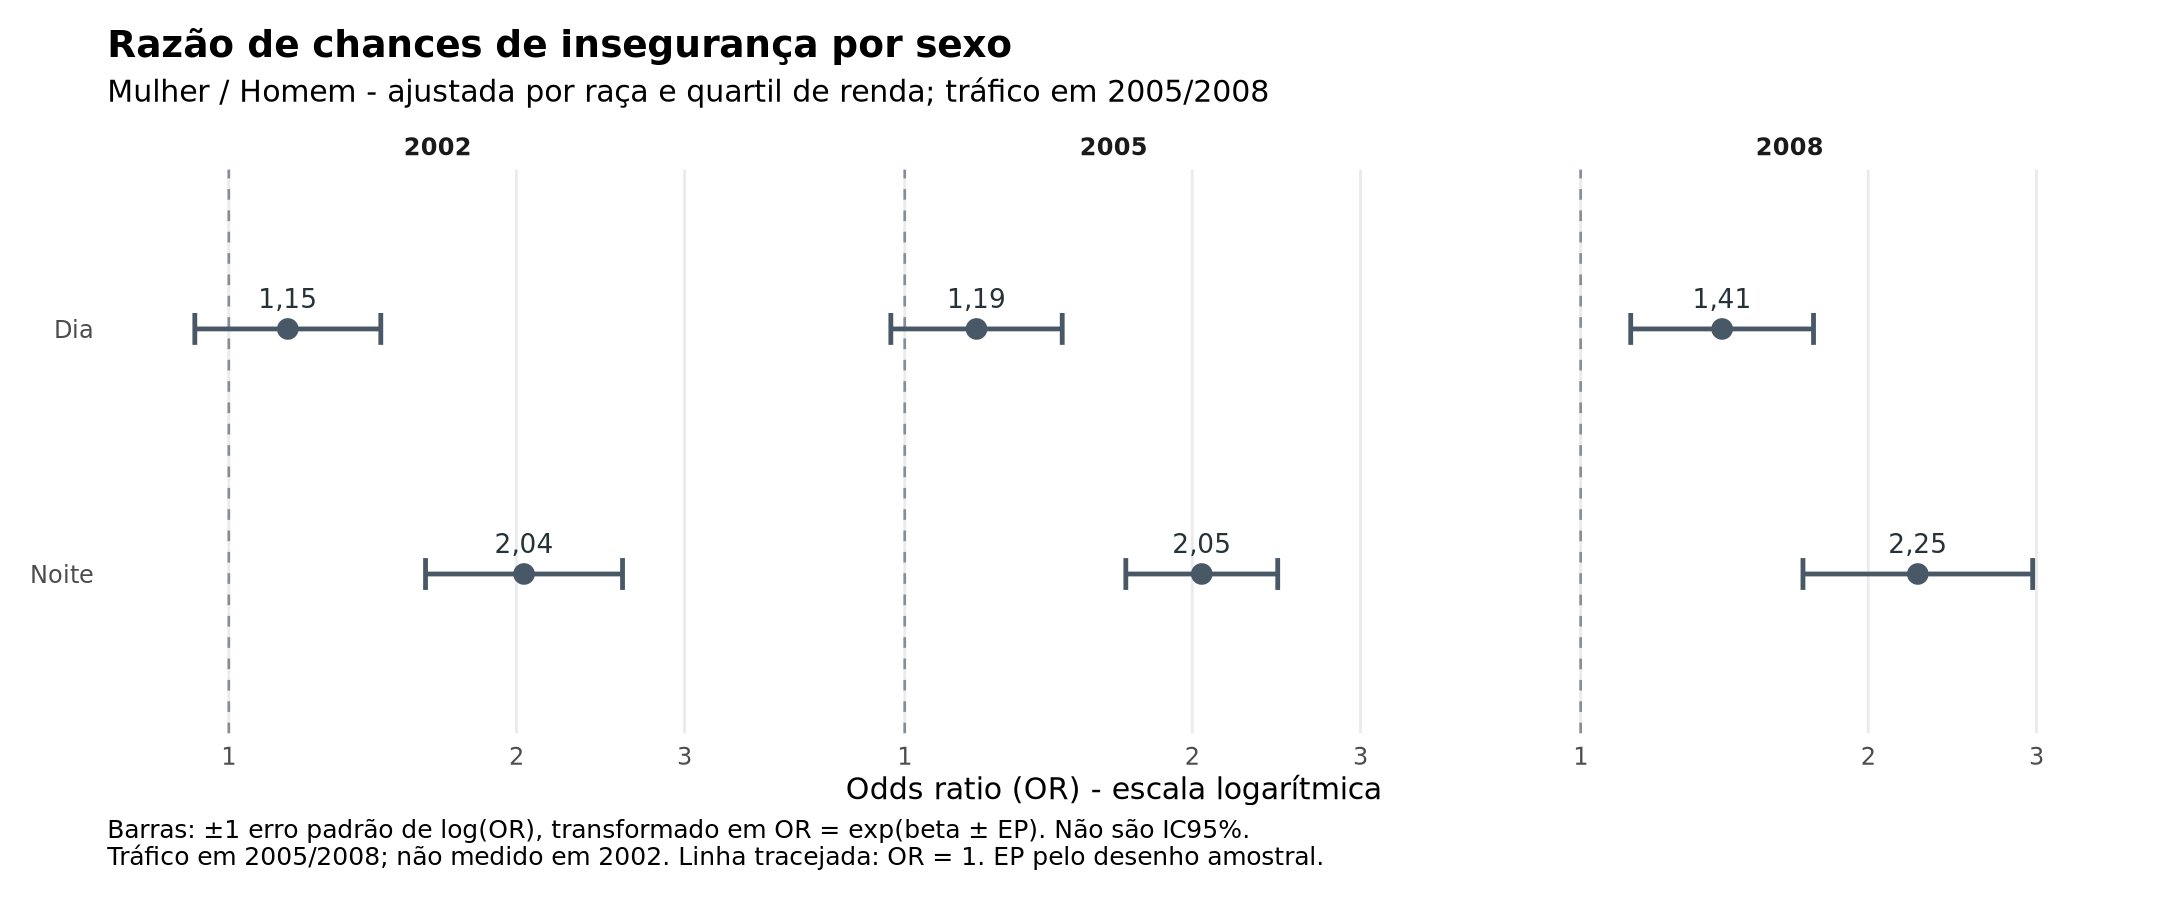 Razão de chances de insegurança por sexo
Mulher / Homem - ajustada por raça e quartil de renda; tráfico em 2005/2008
2002 2005 2008
Dia 1,15 1,19 1,41
Noite 2,04 2,05 2,25
1 2 3 1 2 3 1 2 3
Odds ratio (OR) - escala logarítmica
Barras: ±1 erro padrão de log(OR), transformado em OR = exp(beta ± EP). Não são IC95%.
Tráfico em 2005/2008; não medido em 2002. Linha tracejada: OR = 1. EP pelo desenho amostral.